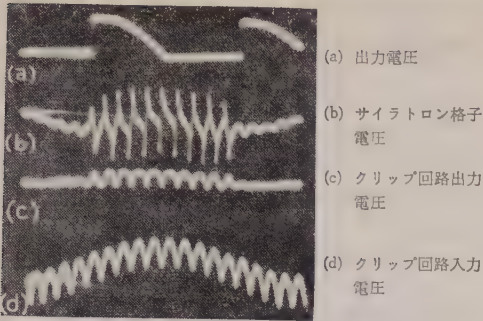 (a)
(b)
(c)
(d)
(a) 出力電圧
(b) サイラトロン格子
電圧
(c) クリップ回路出力
電圧
(d) クリップ回路入力
電圧